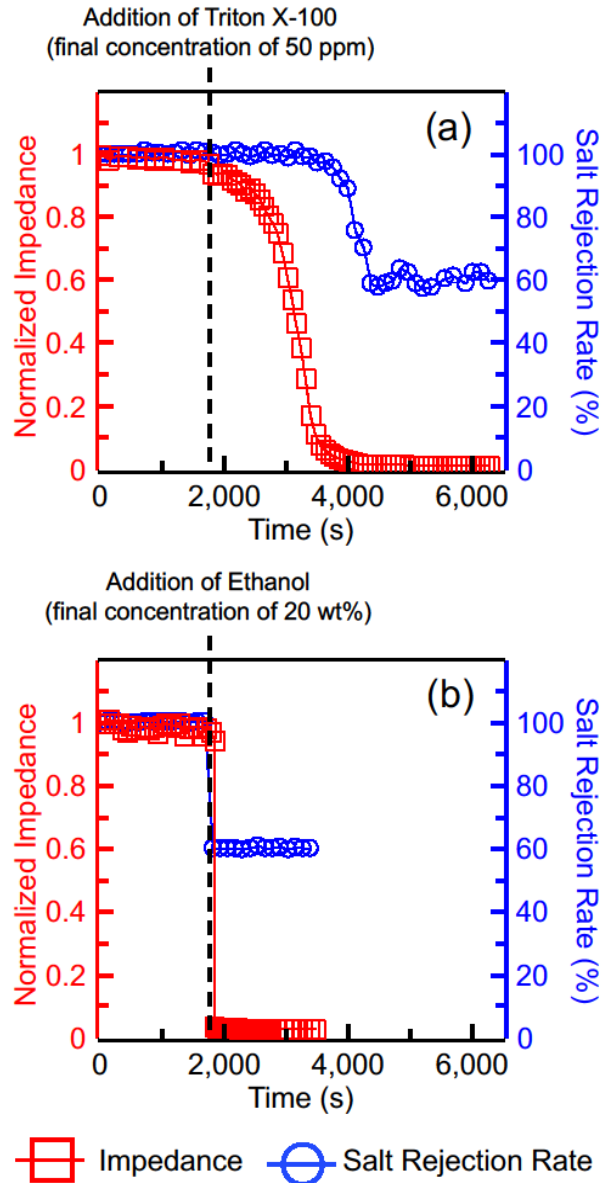 Addition of Triton X-100
(final concentration of 50 ppm)
(a)
Normalized Impedance
1
0.8
0.6
0.4
0.2
0
Salt Rejection Rate (%)
100
80
60
40
20
0
0 2,000 4,000 6,000
Time (s)
Addition of Ethanol
(final concentration of 20 wt%)
(b)
Normalized Impedance
1
0.8
0.6
0.4
0.2
0
Salt Rejection Rate (%)
100
80
60
40
20
0
0 2,000 4,000 6,000
Time (s)
Impedance Salt Rejection Rate